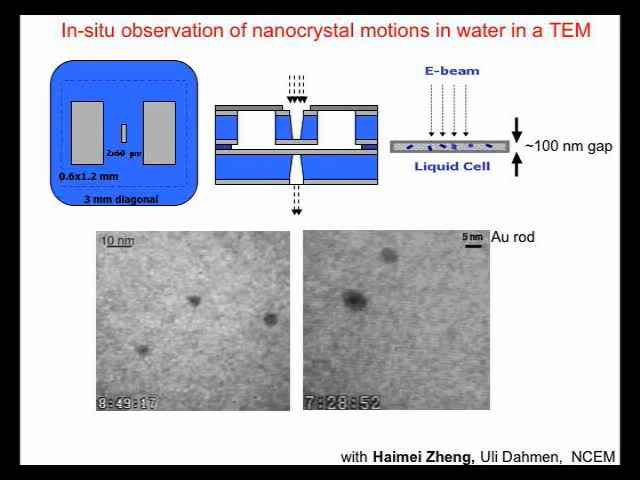 In-situ observation of nanocrystal motions in water in a TEM
E-beam
2x60 μm
0.6x1.2 mm
3 mm diagonal
~100 nm gap
Liquid Cell
10 nm
5 nm
Au rod
8:49:17
7:28:52
with Haimei Zheng, Uli Dahmen, NCEM